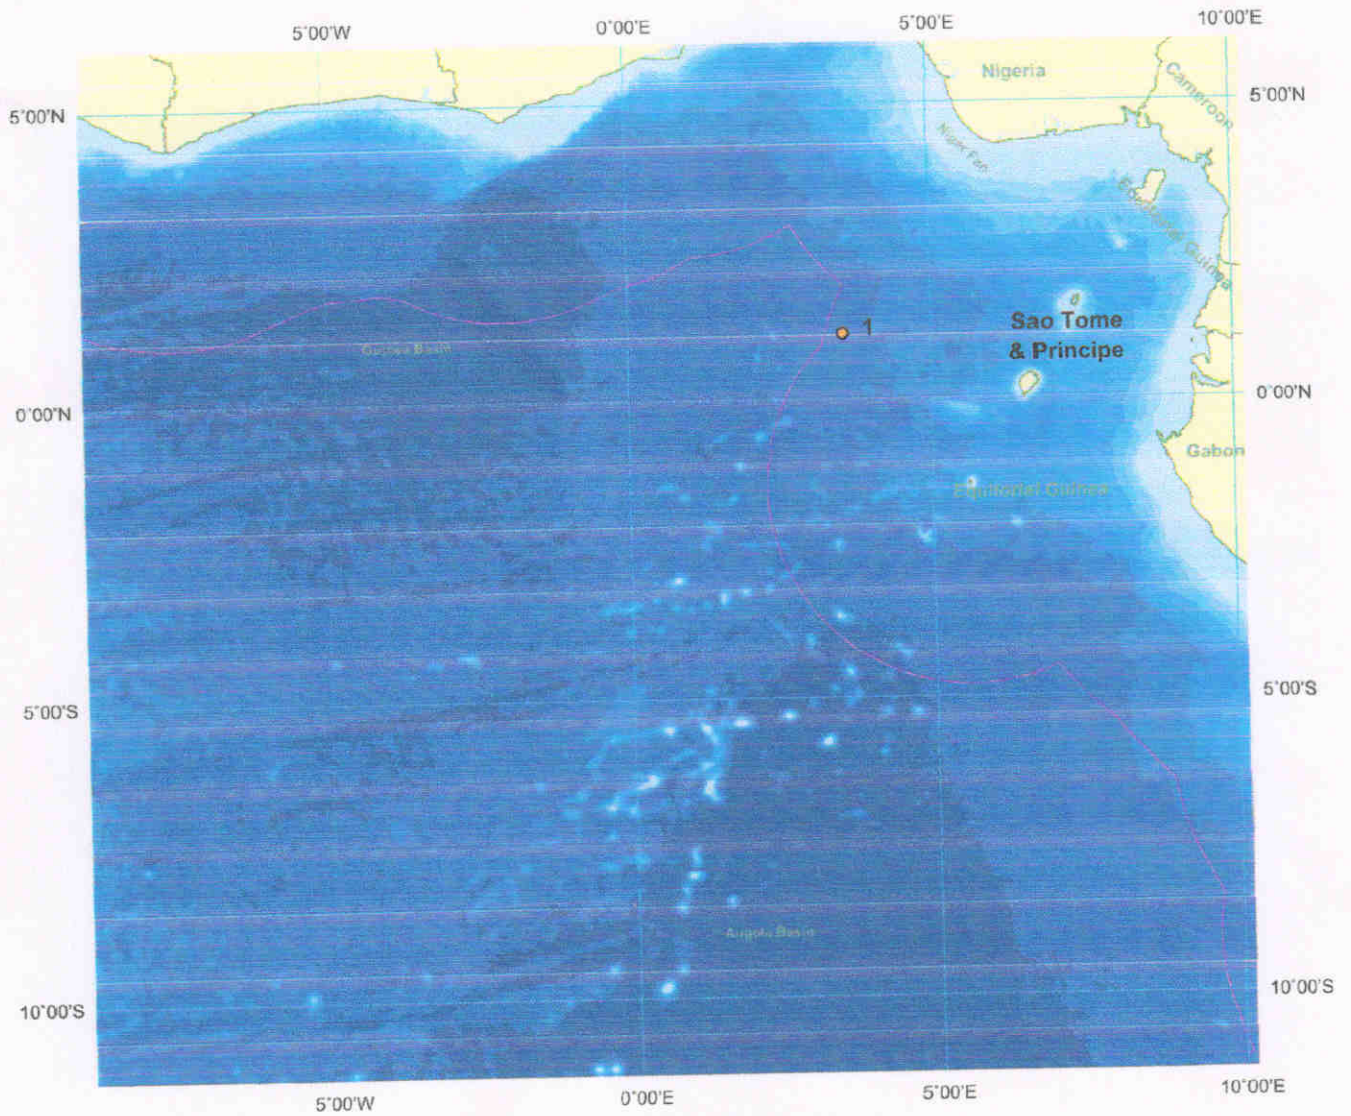 5°00'W
0°00'E
5°00'E
10°00'E
Nigeria
Cameroon
5°00'N
5°00'N
Niger Fan
Equatorial Guinea
Sao Tome
& Principe
1
Guinea Basin
0°00'N
0°00'N
Gabon
Equitorial Guinea
5°00'S
5°00'S
Angola Basin
10°00'S
10°00'S
5°00'W
0°00'E
5°00'E
10°00'E